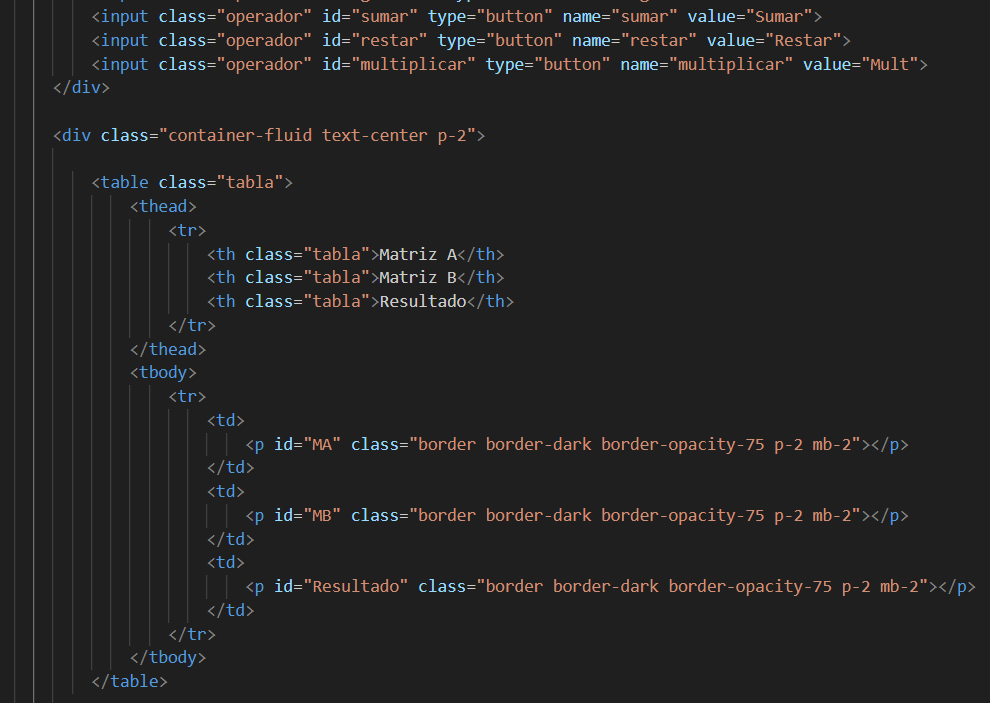 <input class="operador" id="sumar" type="button" name="sumar" value="Sumar">
<input class="operador" id="restar" type="button" name="restar" value="Restar">
<input class="operador" id="multiplicar" type="button" name="multiplicar" value="Mult">
</div>
<div class="container-fluid text-center p-2">
<table class="tabla">
<thead>
<tr>
<th class="tabla">Matriz A</th>
<th class="tabla">Matriz B</th>
<th class="tabla">Resultado</th>
</tr>
</thead>
<tbody>
<tr>
<td>
<p id="MA" class="border border-dark border-opacity-75 p-2 mb-2"></p>
</td>
<td>
<p id="MB" class="border border-dark border-opacity-75 p-2 mb-2"></p>
</td>
<td>
<p id="Resultado" class="border border-dark border-opacity-75 p-2 mb-2"></p>
</td>
</tr>
</tbody>
</table>